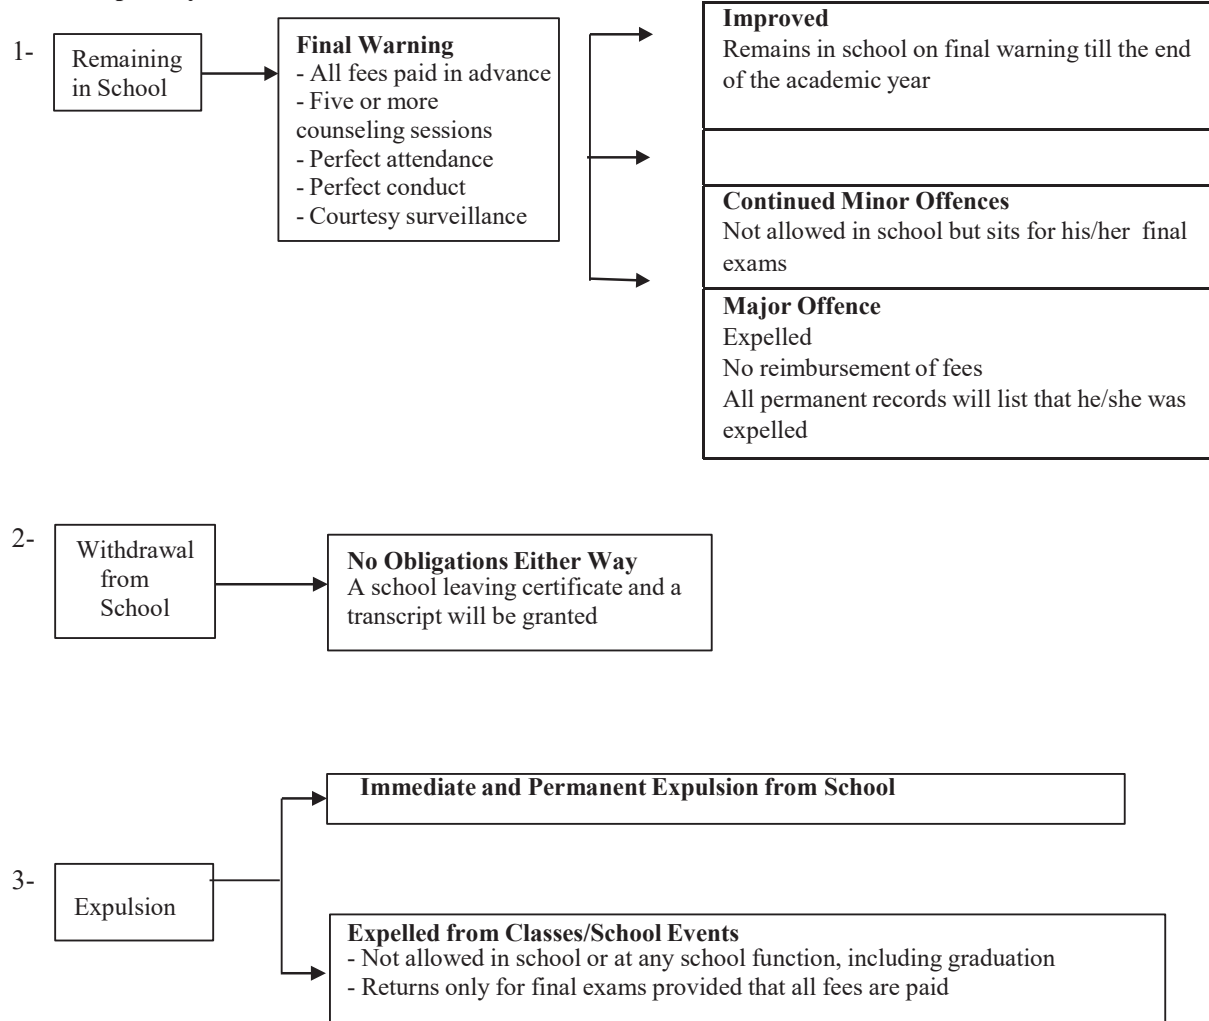 1-
Remaining
in School
Final Warning
- All fees paid in advance
- Five or more
counseling sessions
- Perfect attendance
- Perfect conduct
- Courtesy surveillance
Improved
Remains in school on final warning till the end
of the academic year
Continued Minor Offences
Not allowed in school but sits for his/her final
exams
Major Offence
Expelled
No reimbursement of fees
All permanent records will list that he/she was
expelled
2-
Withdrawal
from
School
No Obligations Either Way
A school leaving certificate and a
transcript will be granted
3-
Expulsion
Immediate and Permanent Expulsion from School
Expelled from Classes/School Events
- Not allowed in school or at any school function, including graduation
- Returns only for final exams provided that all fees are paid